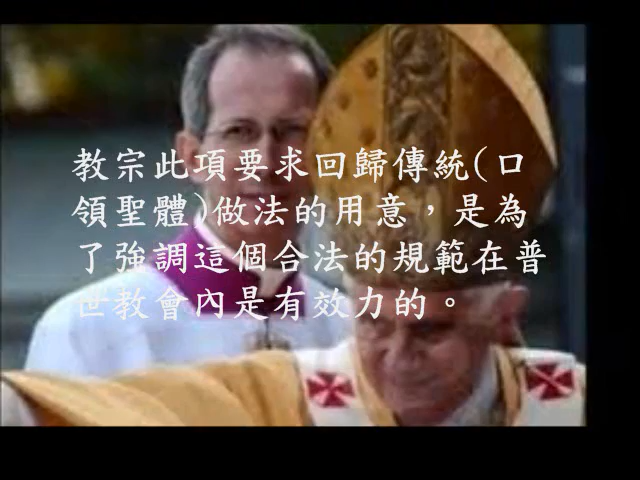 教宗此項要求回歸傳統(口
領聖體)做法的用意，是為
了強調這個合法的規範在普
世教會內是有效力的。